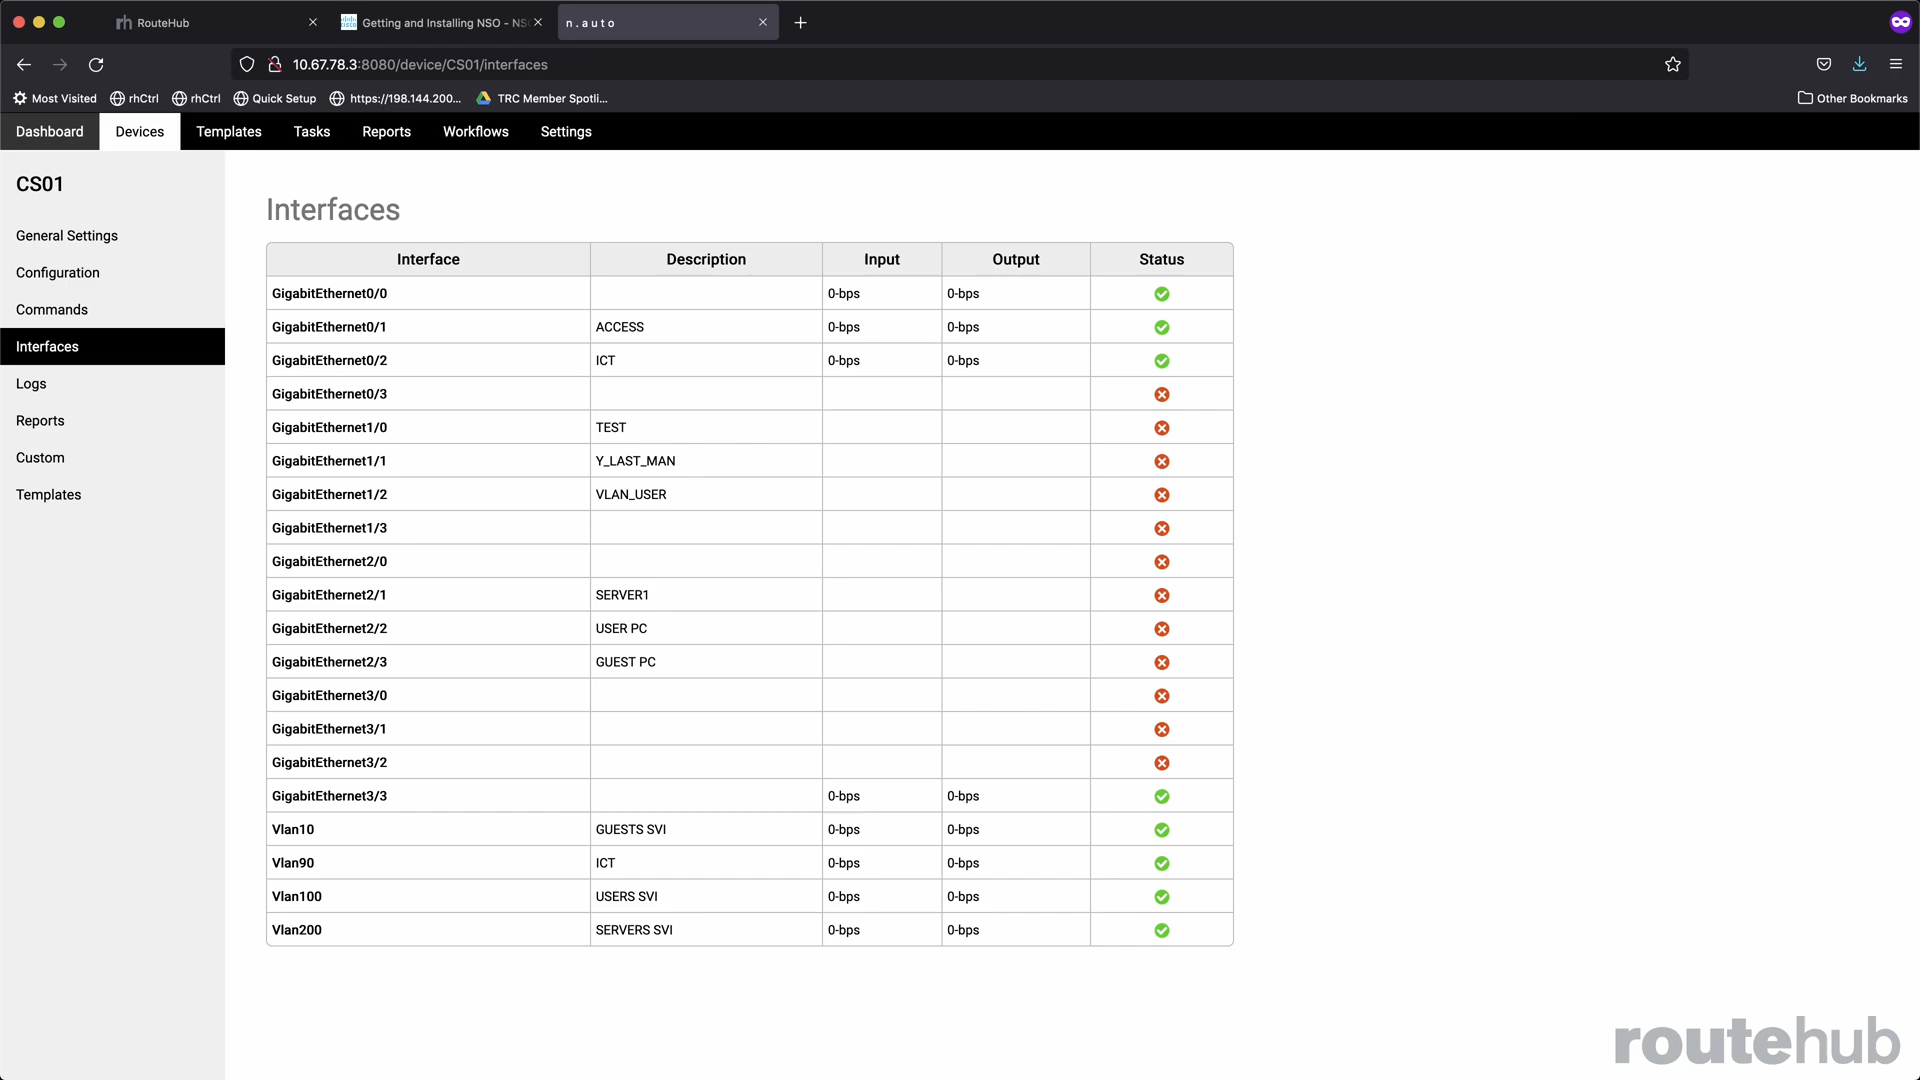 RouteHub
Getting and Installing NSO - NSO
n.auto
10.67.78.3:8080/device/CS01/interfaces
Most Visited
rhCtrl
rhCtrl
Quick Setup
https://198.144.200...
TRC Member Spotli...
Other Bookmarks
Dashboard
Devices
Templates
Tasks
Reports
Workflows
Settings
CS01
General Settings
Configuration
Commands
Interfaces
Logs
Reports
Custom
Templates
Interfaces
Interface Description Input Output Status
GigabitEthernet0/0 0-bps 0-bps
GigabitEthernet0/1 ACCESS 0-bps 0-bps
GigabitEthernet0/2 ICT 0-bps 0-bps
GigabitEthernet0/3
GigabitEthernet1/0 TEST
GigabitEthernet1/1 Y_LAST_MAN
GigabitEthernet1/2 VLAN_USER
GigabitEthernet1/3
GigabitEthernet2/0
GigabitEthernet2/1 SERVER1
GigabitEthernet2/2 USER PC
GigabitEthernet2/3 GUEST PC
GigabitEthernet3/0
GigabitEthernet3/1
GigabitEthernet3/2
GigabitEthernet3/3 0-bps 0-bps
Vlan10 GUESTS SVI 0-bps 0-bps
Vlan90 ICT 0-bps 0-bps
Vlan100 USERS SVI 0-bps 0-bps
Vlan200 SERVERS SVI 0-bps 0-bps
routehub